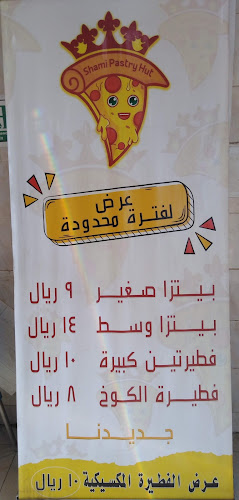 Shami Pastry Hut
عرض
لفترة محدودة
بيتزا صغير ٩ ريال
بيتزا وسط ١٤ ريال
فطيرتين كبيرة ١٠ ريال
فطيرة الكوخ ٨ ريال
جديدنا
عرض الفطيرة المكسيكية ١٠ ريال